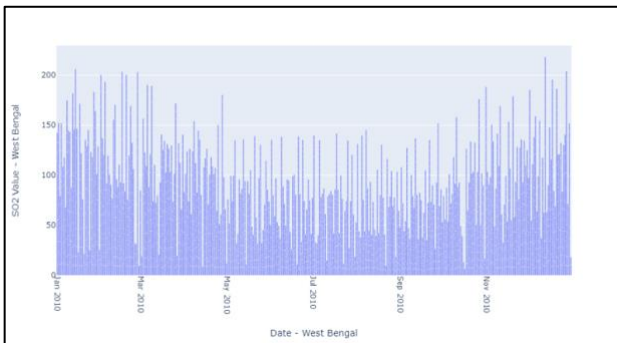 200
150
100
50
0
SO2 Value - West Bengal
Jan 2010
Mar 2010
May 2010
Jul 2010
Sep 2010
Nov 2010
Date - West Bengal